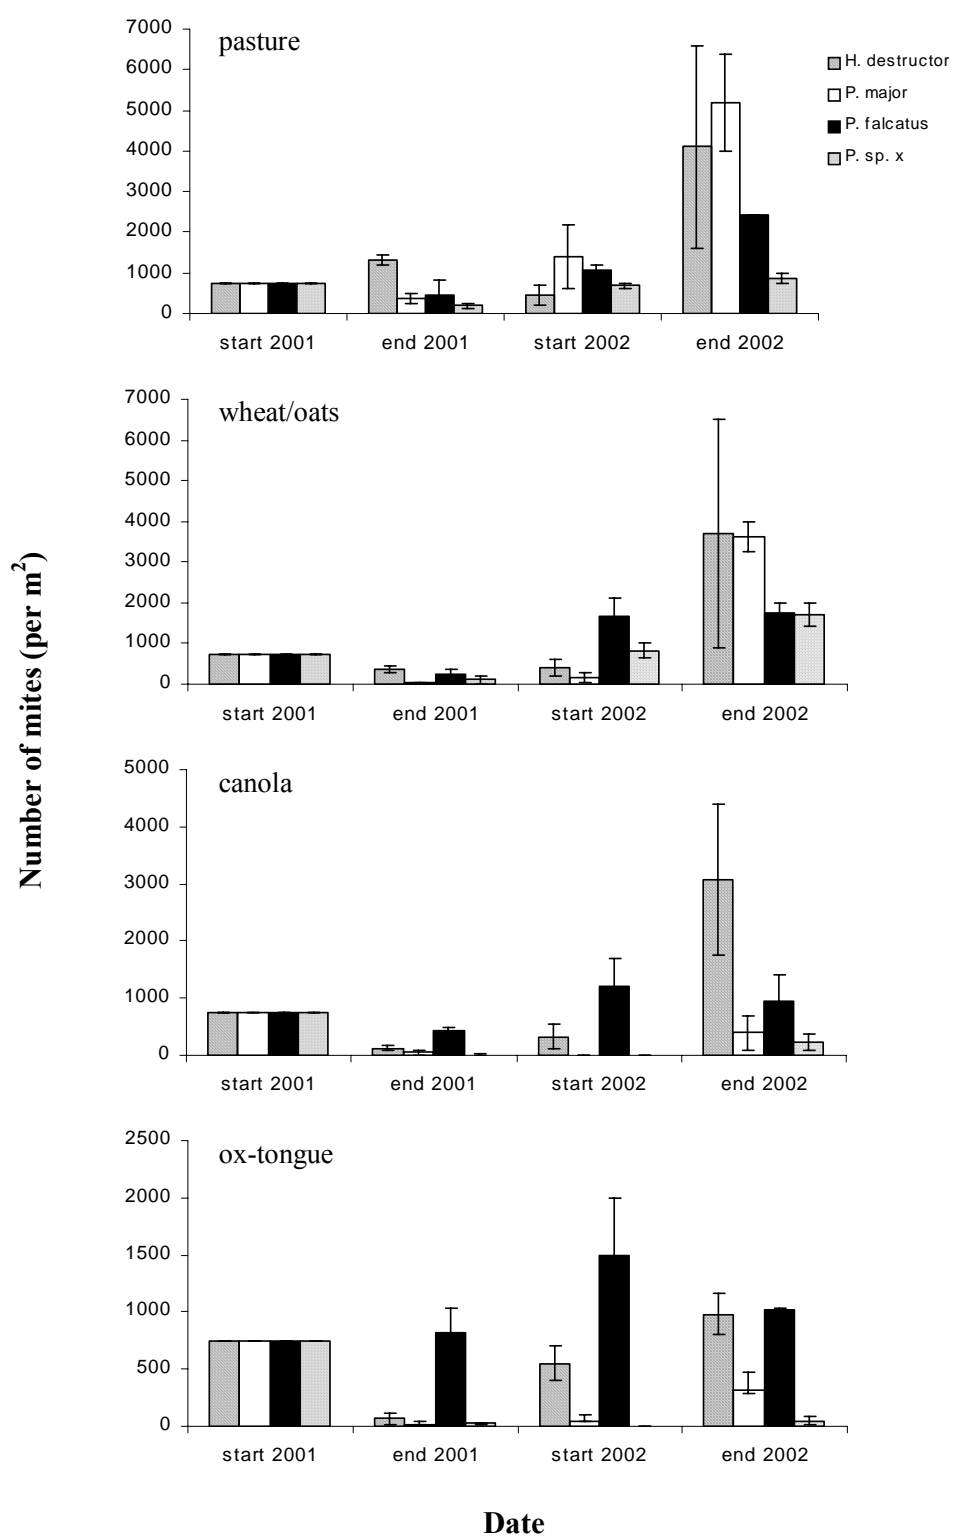 Number of mites (per m²)
pasture
7000
6000
5000
4000
3000
2000
1000
0
start 2001 end 2001 start 2002 end 2002
H. destructor
P. major
P. falcatus
P. sp. x
wheat/oats
7000
6000
5000
4000
3000
2000
1000
0
start 2001 end 2001 start 2002 end 2002
canola
5000
4000
3000
2000
1000
0
start 2001 end 2001 start 2002 end 2002
ox-tongue
2500
2000
1500
1000
500
0
start 2001 end 2001 start 2002 end 2002
Date